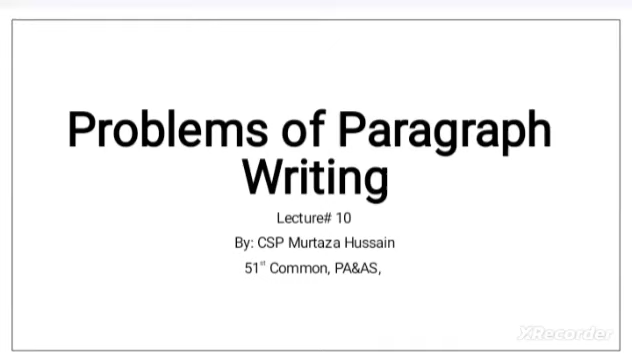 Problems of Paragraph
Writing
Lecture# 10
By: CSP Murtaza Hussain
51st Common, PA&AS,
XRecorder